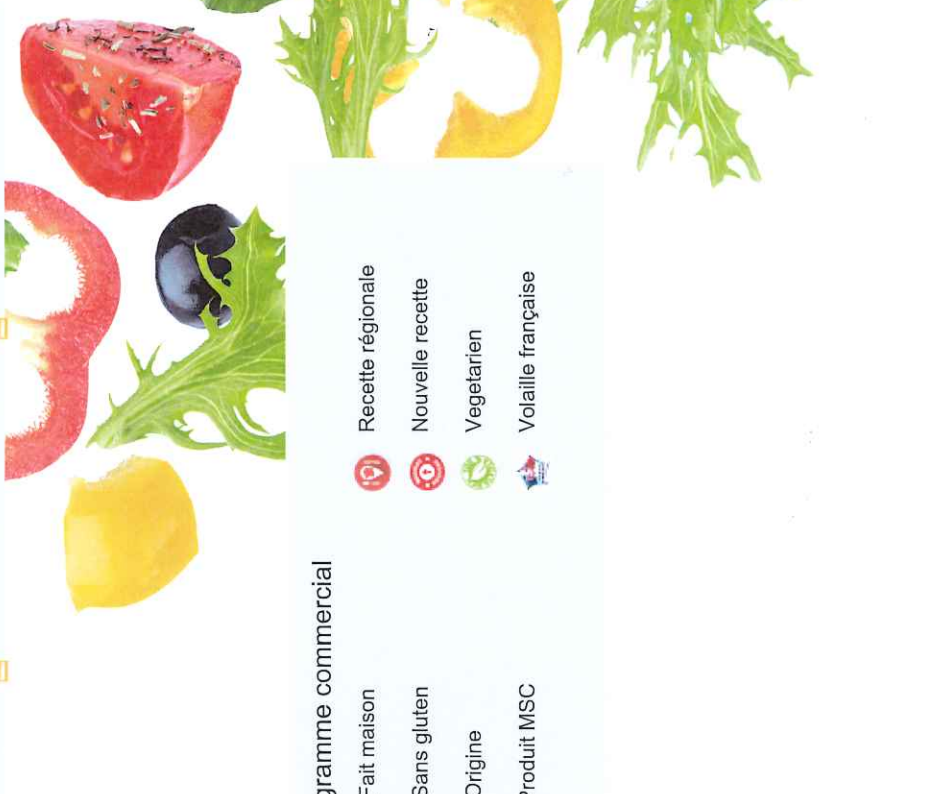 gramme commercial
Fait maison Recette régionale
Sans gluten Nouvelle recette
Origine Vegetarien
Produit MSC Volaille française